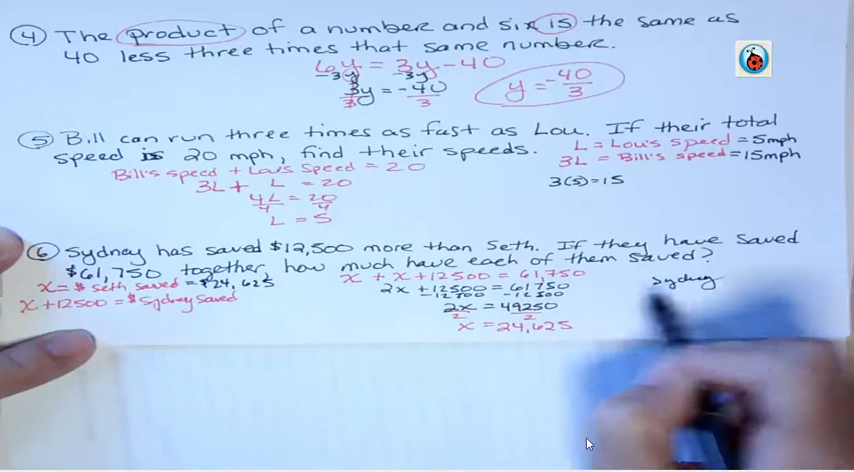 ④ The product of a number and six is the same as
40 less three times that same number.
6y = 3y - 40
-3y -3y
3y = -40
3 3
y = -40/3
⑤ Bill can run three times as fast as Lou. If their total
speed is 20 mph, find their speeds.
L = Lou's speed = 5mph
3L = Bill's speed = 15mph
Bill's speed + Lou's Speed = 20
3L + L = 20
3(5) = 15
4L = 20
4 4
L = 5
⑥ Sydney has saved $12,500 more than Seth. If they have saved
$61,750 together, how much have each of them saved?
x = $ Seth saved = $24,625
x + 12500 = $ Sydney saved
x + x + 12500 = 61,750
2x + 12500 = 61750
-12500 -12500
2x = 49250
2 2
x = 24,625
Sydney